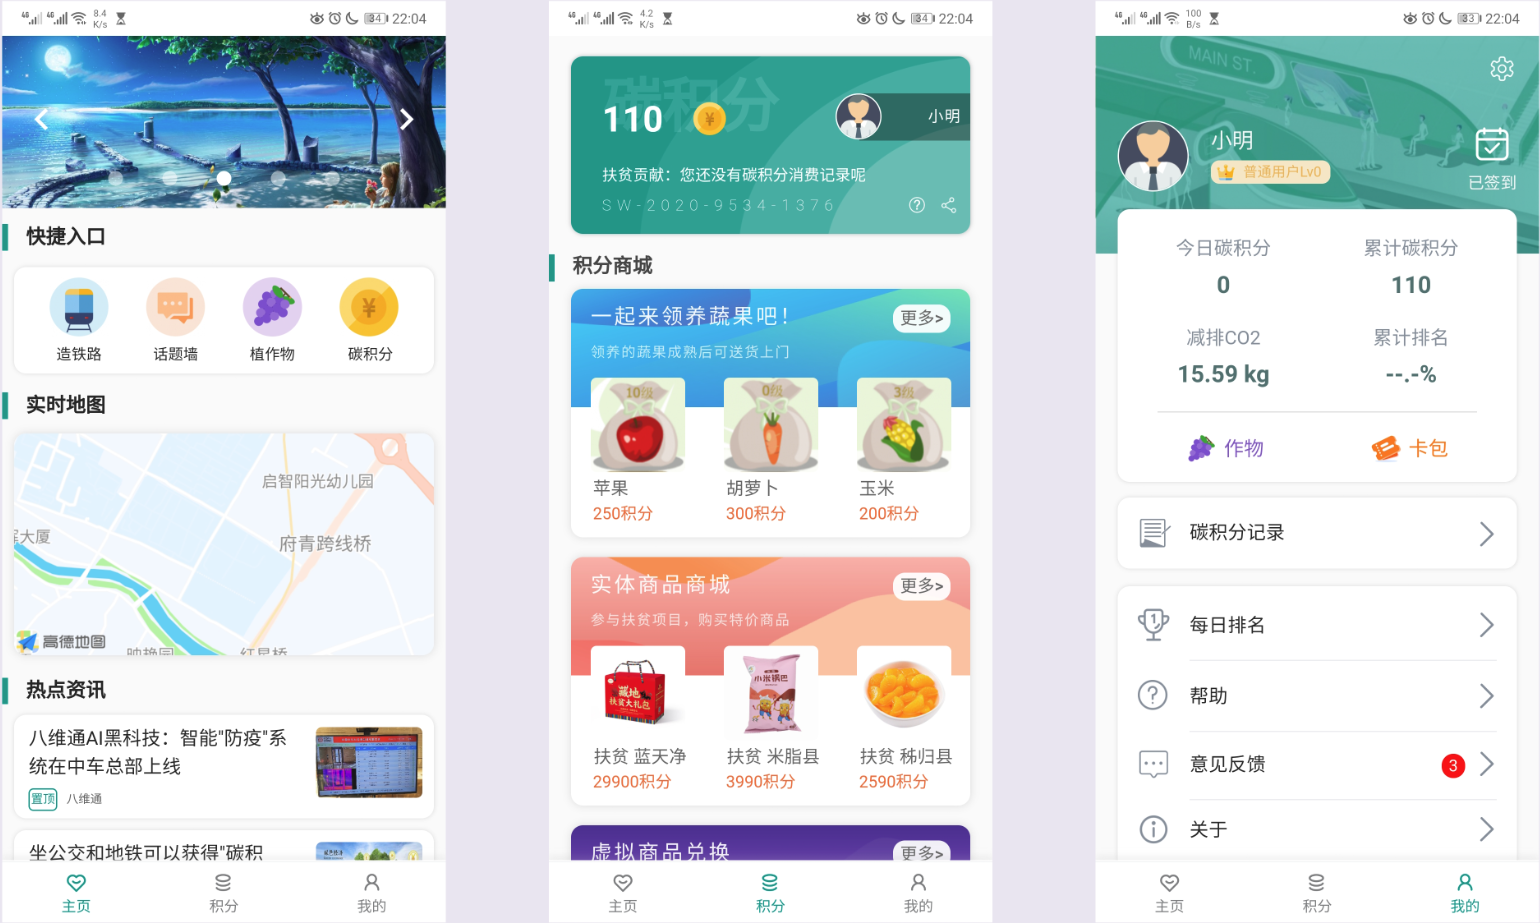 8.4
K/s
84
22:04
快捷入口
造铁路
话题墙
植作物
碳积分
实时地图
启智阳光幼儿园
府青跨线桥
大厦
高德地图
红星桥
热点资讯
八维通AI黑科技：智能"防疫"系
统在中车总部上线
置顶
八维通
坐公交和地铁可以获得"碳积
主页
积分
我的
4.2
K/s
84
22:04
碳积分
110
小明
扶贫贡献：您还没有碳积分消费记录呢
SW-2020-9534-1376
积分商城
一起来领养蔬果吧！
更多>
领养的蔬果成熟后可送货上门
10级
0级
3级
苹果
胡萝卜
玉米
250积分
300积分
200积分
实体商品商城
更多>
参与扶贫项目，购买特价商品
藏地
扶贫大礼包
小米锅巴
扶贫 蓝天净
扶贫 米脂县
扶贫 秭归县
29900积分
3990积分
2590积分
虚拟商品兑换
更多>
主页
积分
我的
100
B/s
83
22:04
MAIN ST.
小明
普通用户Lv0
已签到
今日碳积分
累计碳积分
0
110
减排CO2
累计排名
15.59 kg
--.-%
作物
卡包
碳积分记录
每日排名
帮助
意见反馈
3
关于
主页
积分
我的